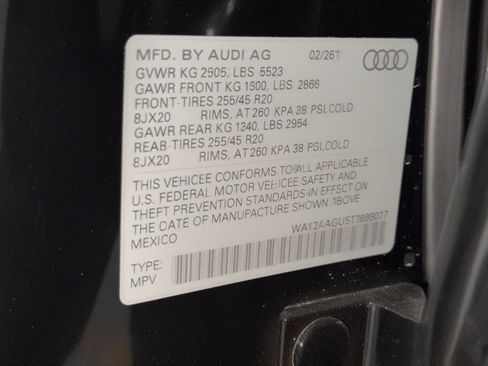 MFD. BY AUDI AG 02/26
GVWR KG 2505, LBS 5523
GAWR FRONT KG 1300, LBS 2866
FRONT-TIRES 255/45 R20
8JX20 RIMS, AT 260 KPA 38 PSI.COLD
GAWR REAR KG 1340, LBS 2954
REAR-TIRES 255/45 R20
8JX20 RIMS, AT 260 KPA 38 PSI.COLD
THIS VEHICLE CONFORMS TO ALL APPLICABLE
U.S. FEDERAL MOTOR VEHICLE SAFETY AND
THEFT PREVENTION STANDARDS IN EFFECT ON
THE DATE OF MANUFACTURE SHOWN ABOVE
MEXICO
TYPE:
MPV